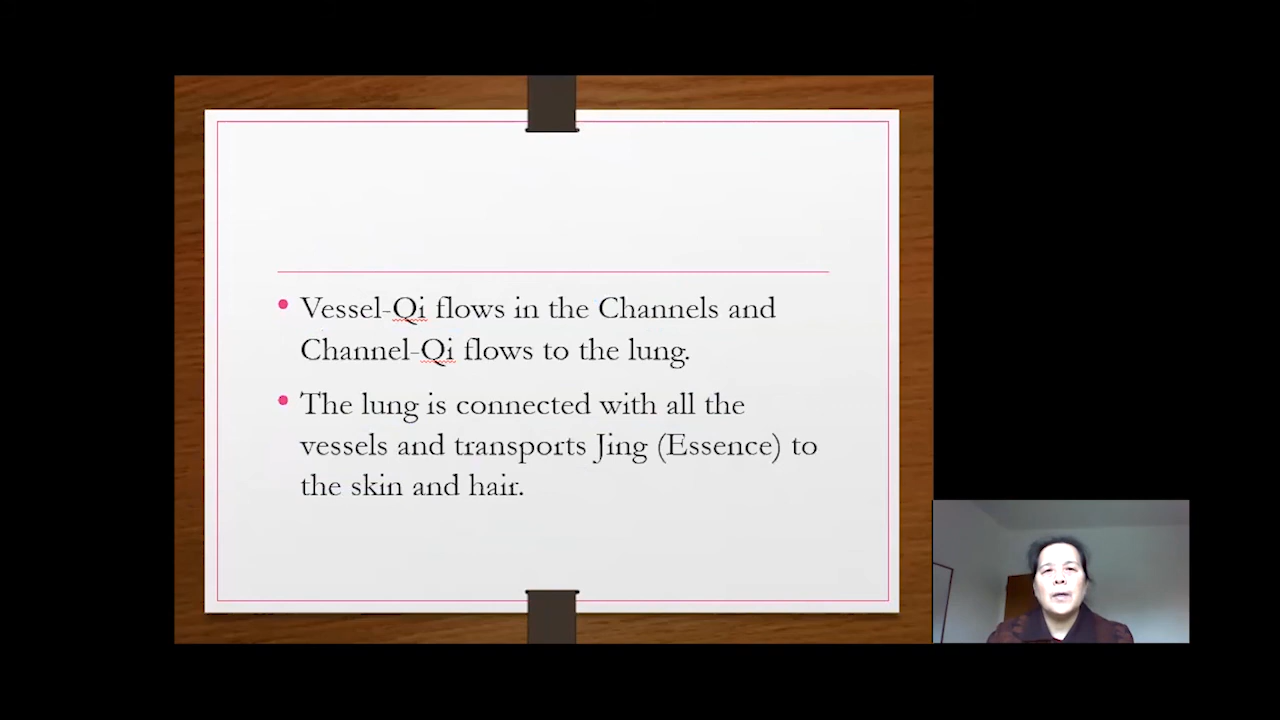 • Vessel-Qi flows in the Channels and
Channel-Qi flows to the lung.
• The lung is connected with all the
vessels and transports Jing (Essence) to
the skin and hair.